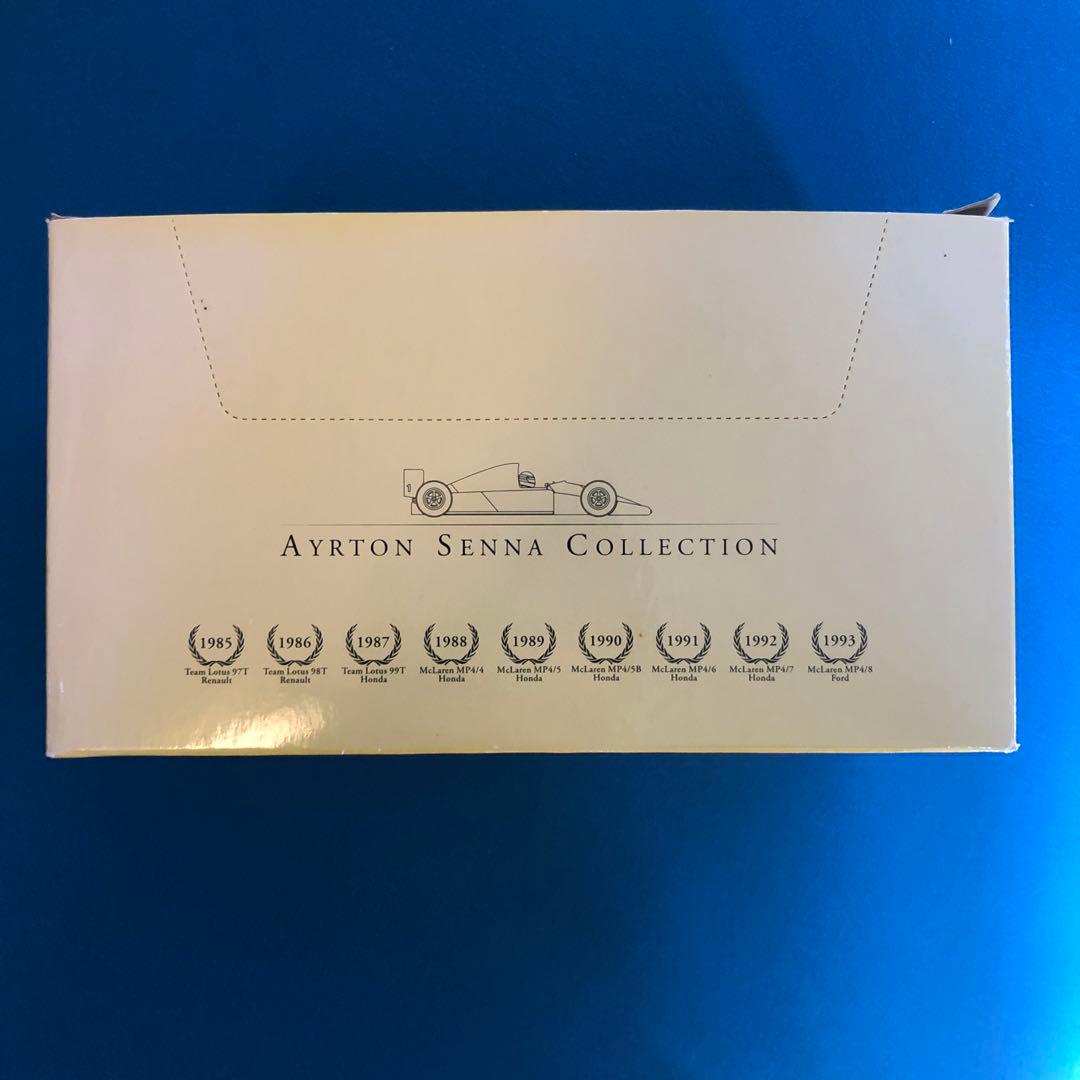 1
AYRTON SENNA COLLECTION
1985 1986 1987 1988 1989 1990 1991 1992 1993
Team Lotus 97T Team Lotus 98T Team Lotus 99T McLaren MP4/4 McLaren MP4/5 McLaren MP4/5B McLaren MP4/6 McLaren MP4/7 McLaren MP4/8
Renault Renault Honda Honda Honda Honda Honda Honda Ford